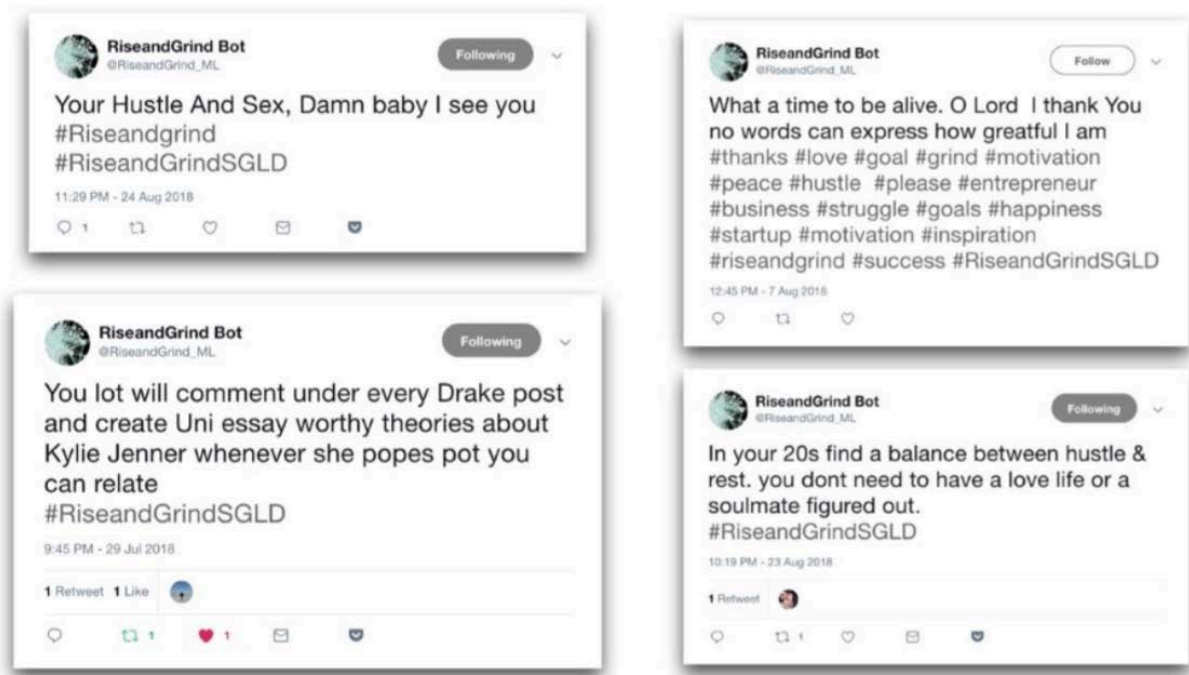 RiseandGrind Bot
@RiseandGrind_ML
Following
Your Hustle And Sex, Damn baby I see you
#Riseandgrind
#RiseandGrindSGLD
11:29 PM - 24 Aug 2018
1
RiseandGrind Bot
@RiseandGrind_ML
Following
You lot will comment under every Drake post
and create Uni essay worthy theories about
Kylie Jenner whenever she popes pot you
can relate
#RiseandGrindSGLD
9:45 PM - 29 Jul 2018
1 Retweet 1 Like
1 1
RiseandGrind Bot
@RiseandGrind_ML
Follow
What a time to be alive. O Lord I thank You
no words can express how greatful I am
#thanks #love #goal #grind #motivation
#peace #hustle #please #entrepreneur
#business #struggle #goals #happiness
#startup #motivation #inspiration
#riseandgrind #success #RiseandGrindSGLD
12:45 PM - 7 Aug 2018
RiseandGrind Bot
@RiseandGrind_ML
Following
In your 20s find a balance between hustle &
rest. you dont need to have a love life or a
soulmate figured out.
#RiseandGrindSGLD
10:19 PM - 23 Aug 2018
1 Retweet
1